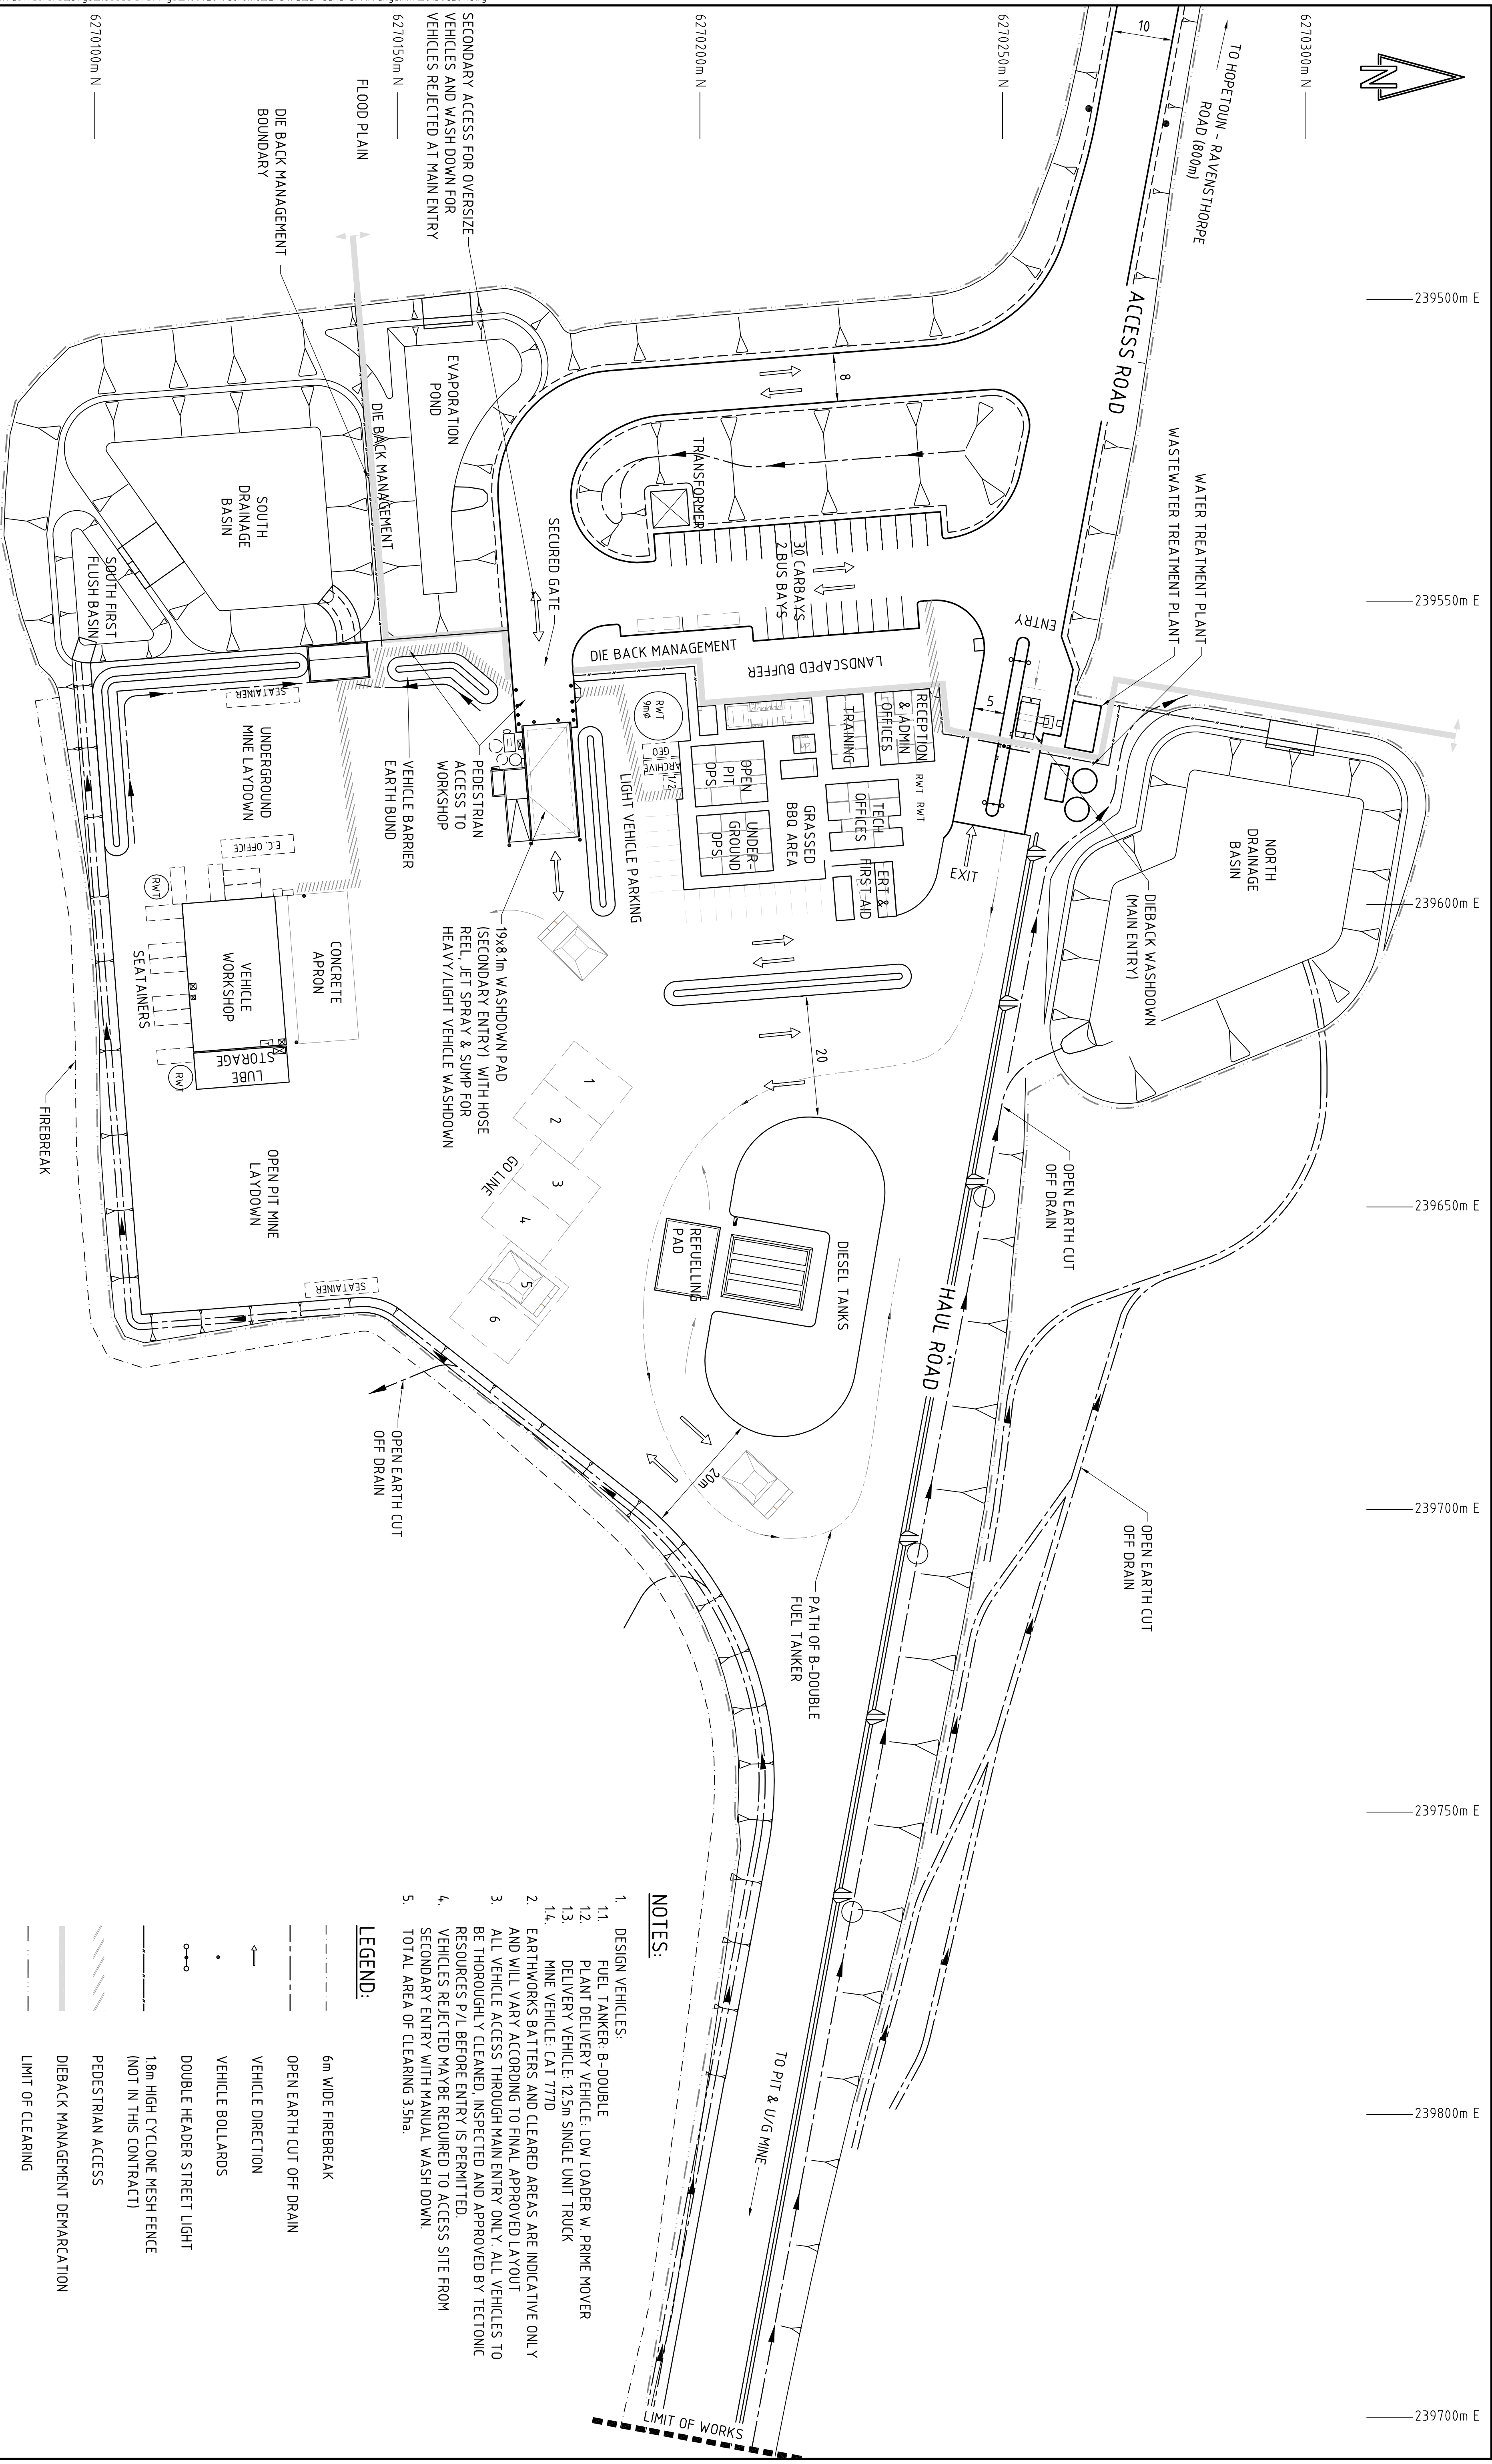 6270300m N
6270250m N
6270200m N
6270150m N
6270100m N
N
239500m E
239550m E
239600m E
239650m E
239700m E
239750m E
239800m E
239700m E
10
TO HOPETOUN - RAVENSTHORPE
ROAD (800m)
ACCESS ROAD
WATER TREATMENT PLANT
WASTEWATER TREATMENT PLANT
SECONDARY ACCESS FOR OVERSIZE
VEHICLES AND WASH DOWN FOR
VEHICLES REJECTED AT MAIN ENTRY
FLOOD PLAIN
DIE BACK MANAGEMENT
BOUNDARY
8
TRANSFORMER
30 CARBAYS
2 BUS BAYS
ENTRY
5
EXIT
EVAPORATION
POND
DIE BACK MANAGEMENT
SOUTH
DRAINAGE
BASIN
SOUTH FIRST
FLUSH BASIN
SECURED GATE
DIE BACK MANAGEMENT
LANDSCAPED BUFFER
RECEPTION
& ADMIN
OFFICES
TRAINING
RWT RWT
TECH
OFFICES
GRASSED
BBQ AREA
OPEN
PIT
OPS
UNDER-
GROUND
OPS.
ERT &
FIRST AID
RWT
9mø
GEO
ARCHIVE
1/2
LIGHT VEHICLE PARKING
NORTH
DRAINAGE
BASIN
DIEBACK WASHDOWN
(MAIN ENTRY)
PEDESTRIAN
ACCESS TO
WORKSHOP
VEHICLE BARRIER
EARTH BUND
SEATAINER
UNDERGROUND
MINE LAYDOWN
E.C. OFFICE
RWT
CONCRETE
APRON
VEHICLE
WORKSHOP
SEATAINERS
LUBE
STORAGE
RWT
19x8.1m WASHDOWN PAD
(SECONDARY ENTRY) WITH HOSE
REEL, JET SPRAY & SUMP FOR
HEAVY/LIGHT VEHICLE WASHDOWN
FIREBREAK
OPEN PIT MINE
LAYDOWN
SEATAINER
20
1
2
3
4
5
6
GO LINE
REFUELLING
PAD
DIESEL TANKS
HAUL ROAD
OPEN EARTH CUT
OFF DRAIN
OPEN EARTH CUT
OFF DRAIN
OPEN EARTH CUT
OFF DRAIN
20m
PATH OF B-DOUBLE
FUEL TANKER
TO PIT & U/G MINE
LIMIT OF WORKS
NOTES:
1. DESIGN VEHICLES:
1.1. FUEL TANKER: B-DOUBLE
1.2. PLANT DELIVERY VEHICLE: LOW LOADER W. PRIME MOVER
1.3. DELIVERY VEHICLE: 12.5m SINGLE UNIT TRUCK
1.4. MINE VEHICLE: CAT 777D
2. EARTHWORKS BATTERS AND CLEARED AREAS ARE INDICATIVE ONLY
AND WILL VARY ACCORDING TO FINAL APPROVED LAYOUT
3. ALL VEHICLE ACCESS THROUGH MAIN ENTRY ONLY. ALL VEHICLES TO
BE THOROUGHLY CLEANED, INSPECTED AND APPROVED BY TECTONIC
RESOURCES P/L BEFORE ENTRY IS PERMITTED.
4. VEHICLES REJECTED MAYBE REQUIRED TO ACCESS SITE FROM
SECONDARY ENTRY WITH MANUAL WASH DOWN.
5. TOTAL AREA OF CLEARING 3.5ha.
LEGEND:
6m WIDE FIREBREAK
OPEN EARTH CUT OFF DRAIN
VEHICLE DIRECTION
VEHICLE BOLLARDS
DOUBLE HEADER STREET LIGHT
1.8m HIGH CYCLONE MESH FENCE
(NOT IN THIS CONTRACT)
PEDESTRIAN ACCESS
DIEBACK MANAGEMENT DEMARCATION
LIMIT OF CLEARING